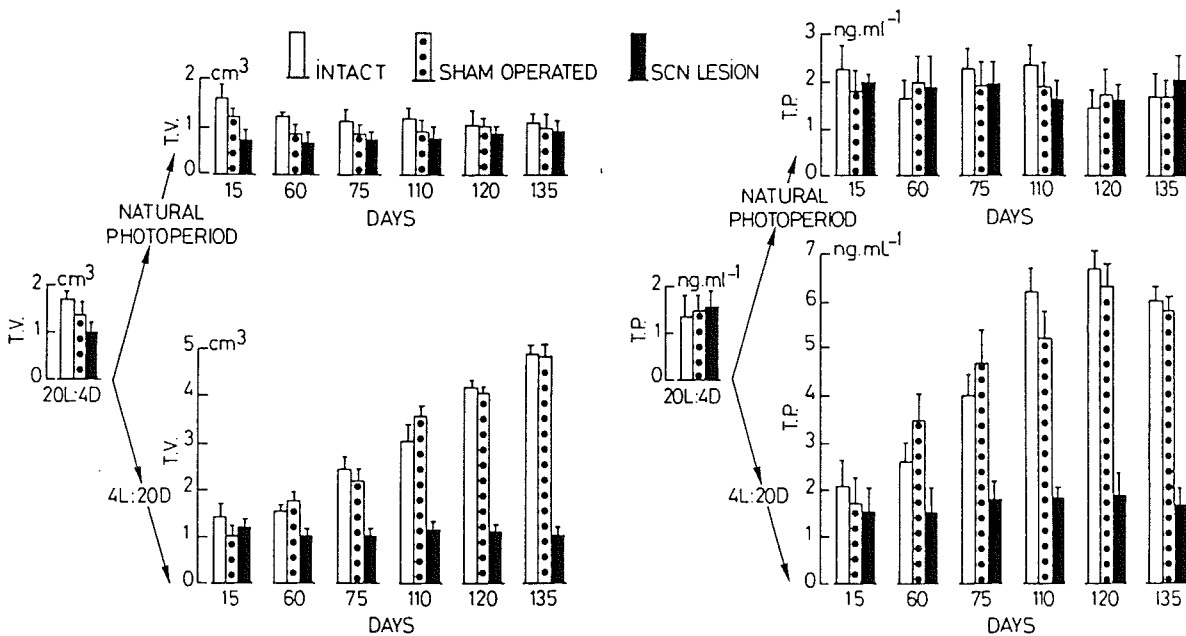 INTACT
SHAM OPERATED
SCN LESION
cm³
2
1
0
T.V.
15 60 75 110 120 135
DAYS
NATURAL
PHOTOPERIOD
2
cm³
1
0
T.V.
20L:4D
4L:20D
5
cm³
4
3
2
1
0
T.V.
15 60 75 110 120 135
DAYS
ng.ml⁻¹
3
2
1
0
T.P.
15 60 75 110 120 135
DAYS
NATURAL
PHOTOPERIOD
ng.ml⁻¹
2
1
0
T.P.
20L:4D
4L:20D
7
ng.ml⁻¹
6
5
4
3
2
1
0
T.P.
15 60 75 110 120 135
DAYS